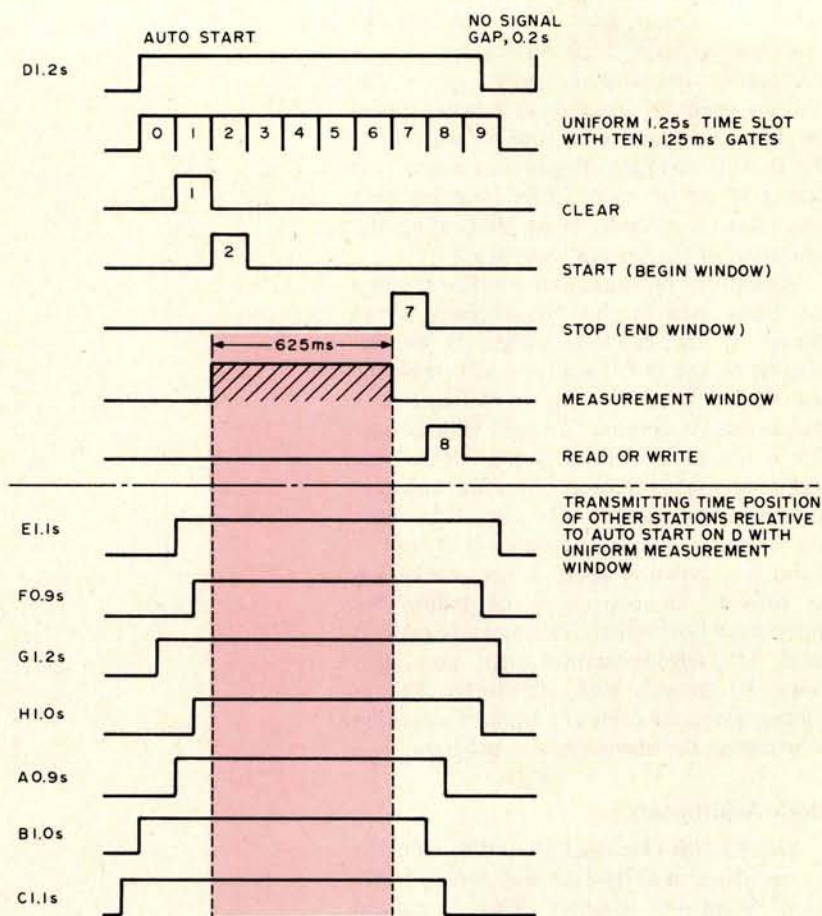 AUTO START
NO SIGNAL
GAP, 0.2s
D1.2s
0 1 2 3 4 5 6 7 8 9
UNIFORM 1.25s TIME SLOT
WITH TEN, 125ms GATES
1
CLEAR
2
START (BEGIN WINDOW)
7
STOP (END WINDOW)
625ms
MEASUREMENT WINDOW
8
READ OR WRITE
TRANSMITTING TIME POSITION
OF OTHER STATIONS RELATIVE
TO AUTO START ON D WITH
UNIFORM MEASUREMENT
WINDOW
E1.1s
F0.9s
G1.2s
H1.0s
A0.9s
B1.0s
C1.1s